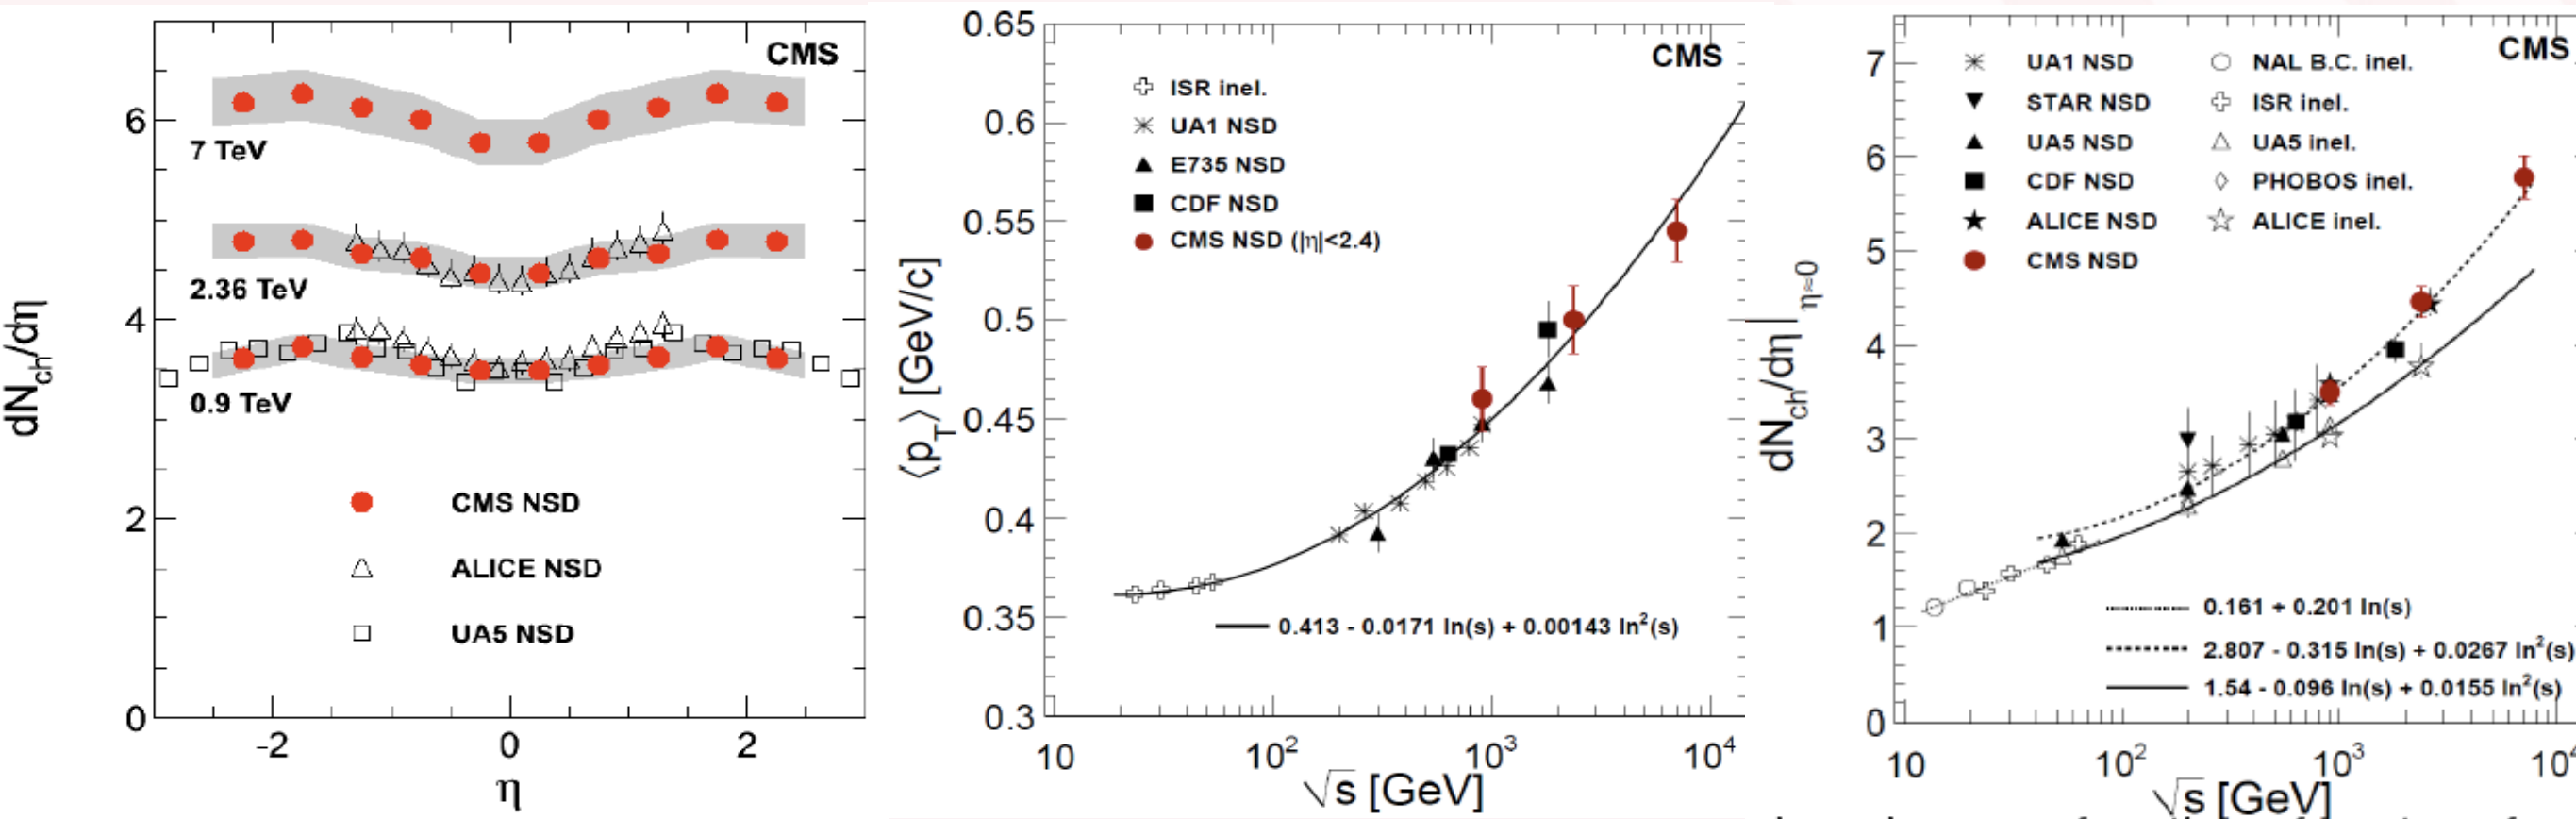 CMS
6
7 TeV
2.36 TeV
4
0.9 TeV
CMS NSD
2
ALICE NSD
UA5 NSD
0
-2 0 2
η
dN_ch/dη
0.65
CMS
ISR inel.
0.6
UA1 NSD
E735 NSD
CDF NSD
0.55
CMS NSD (|η|<2.4)
0.5
0.45
0.4
0.35
0.413 - 0.0171 ln(s) + 0.00143 ln²(s)
0.3
10 10² 10³ 10⁴
√s [GeV]
⟨p_T⟩ [GeV/c]
CMS
7
UA1 NSD NAL B.C. inel.
STAR NSD ISR inel.
UA5 NSD UA5 inel.
6
CDF NSD PHOBOS inel.
ALICE NSD ALICE inel.
5
CMS NSD
4
3
2
0.161 + 0.201 ln(s)
1
2.807 - 0.315 ln(s) + 0.0267 ln²(s)
1.54 - 0.096 ln(s) + 0.0155 ln²(s)
0
10 10² 10³
√s [GeV]
dN_ch/dη|η≈0